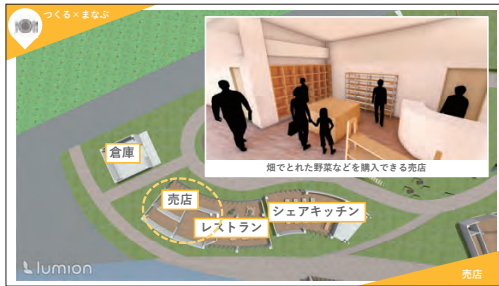 つくる×まなぶ
畑でとれた野菜などを購入できる売店
倉庫
売店
シェアキッチン
レストラン
Lumion
売店